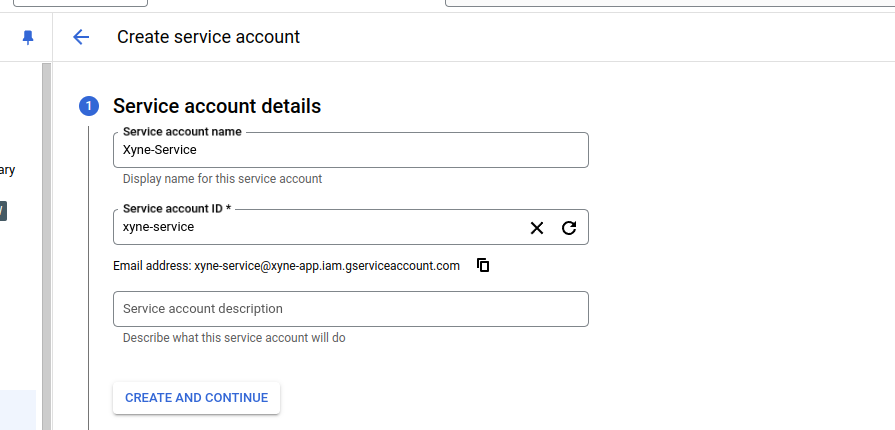 Create service account
1 Service account details
Service account name
Xyne-Service
Display name for this service account
ary
Service account ID *
xyne-service
Email address: xyne-service@xyne-app.iam.gserviceaccount.com
Service account description
Describe what this service account will do
CREATE AND CONTINUE